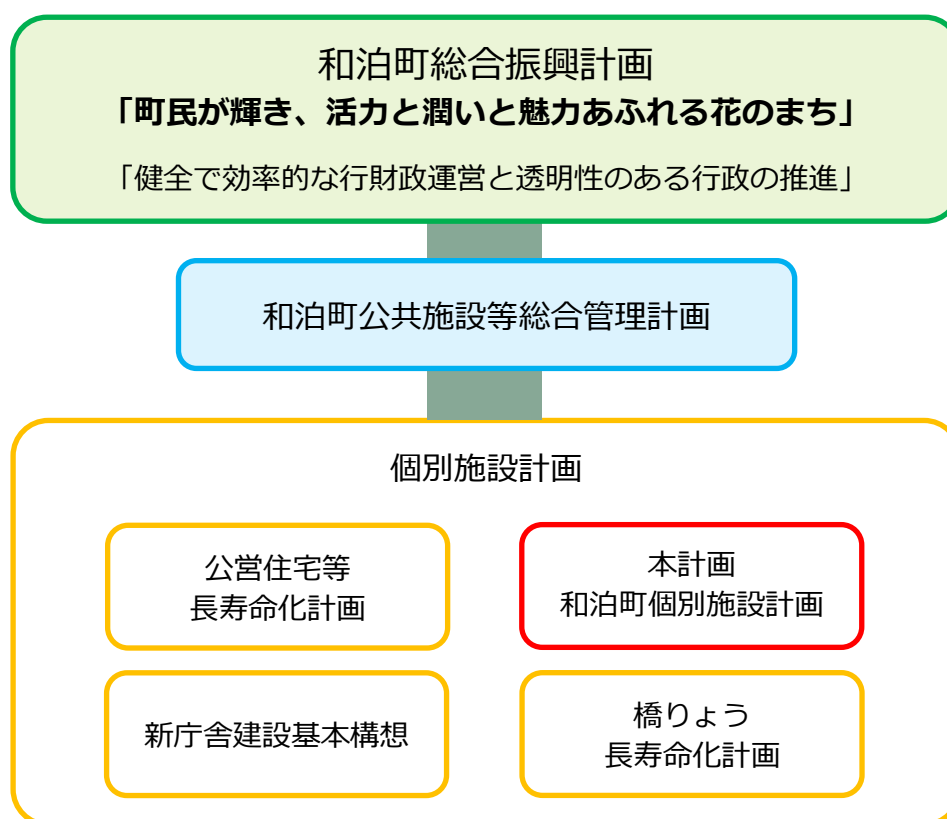 和泊町総合振興計画
「町民が輝き、活力と潤いと魅力あふれる花のまち」
「健全で効率的な行財政運営と透明性のある行政の推進」
和泊町公共施設等総合管理計画
個別施設計画
公営住宅等
長寿命化計画
本計画
和泊町個別施設計画
新庁舎建設基本構想
橋りょう
長寿命化計画